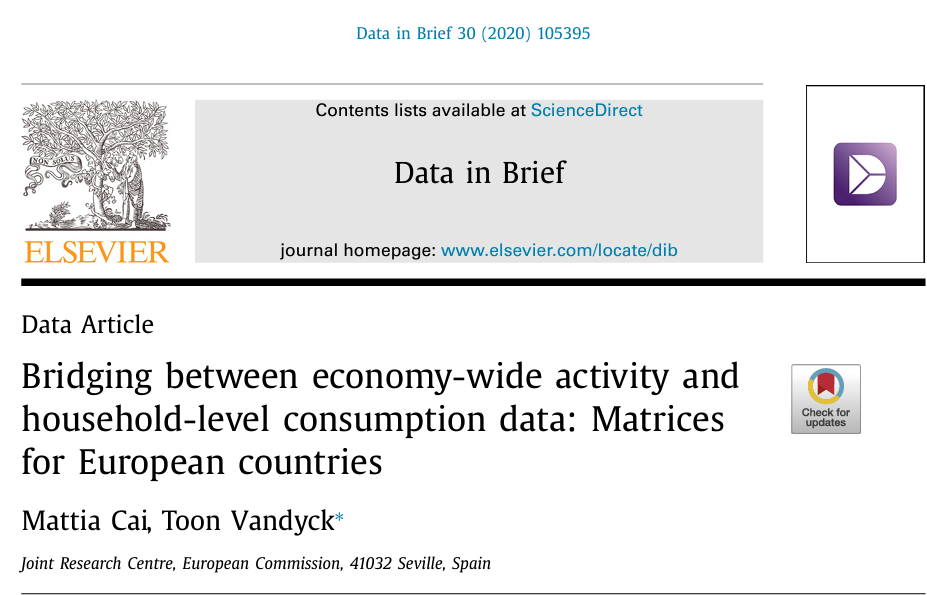 Data in Brief 30 (2020) 105395
Contents lists available at ScienceDirect
Data in Brief
journal homepage: www.elsevier.com/locate/dib
NON SOLUS
ELSEVIER
Data Article
Bridging between economy-wide activity and
household-level consumption data: Matrices
for European countries
Check for
updates
Mattia Cai, Toon Vandyck*
Joint Research Centre, European Commission, 41032 Seville, Spain